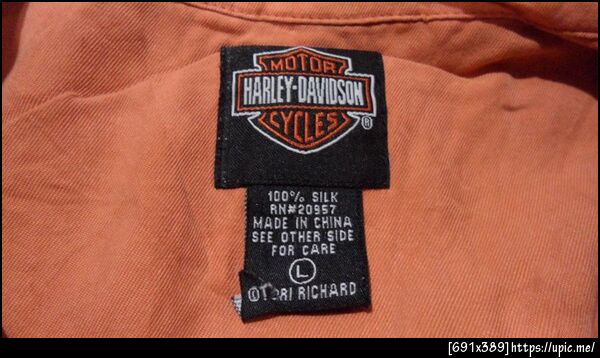 MOTOR
HARLEY-DAVIDSON
CYCLES
®
100% SILK
RN#20957
MADE IN CHINA
SEE OTHER SIDE
FOR CARE
L
© RICHARD
[691x389]https://upic.me/